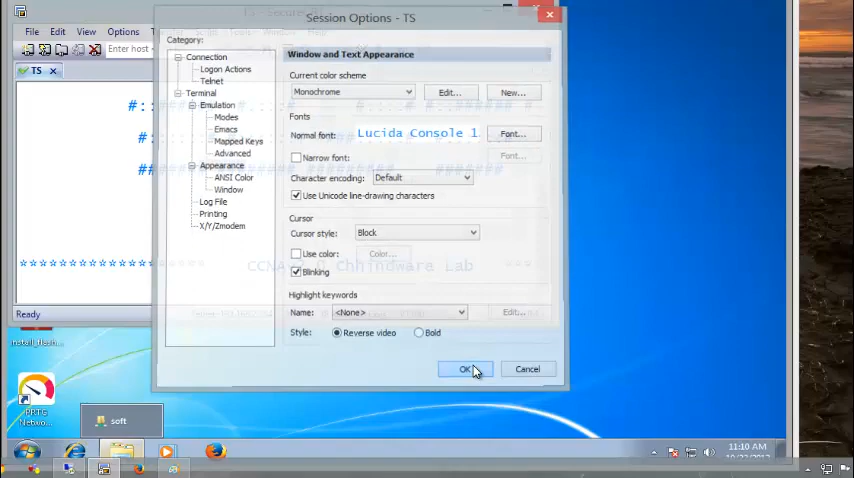 Session Options - TS
File Edit View Options
Enter host
TS
Category:
Connection
Logon Actions
Telnet
Terminal
Emulation
Modes
Emacs
Mapped Keys
Advanced
Appearance
ANSI Color
Window
Log File
Printing
X/Y/Zmodem
Window and Text Appearance
Current color scheme
Monochrome
Edit...
New...
Fonts
Normal font:
Lucida Console 1
Font...
Narrow font:
Font...
Character encoding:
Default
Use Unicode line-drawing characters
Cursor
Cursor style:
Block
Use color:
Color...
Blinking
Highlight keywords
Name:
<None>
Edit...
Style:
Reverse video
Bold
OK
Cancel
Chhindwara Lab
Ready
install_flash...
PRTG
Netwo...
soft
11:10 AM